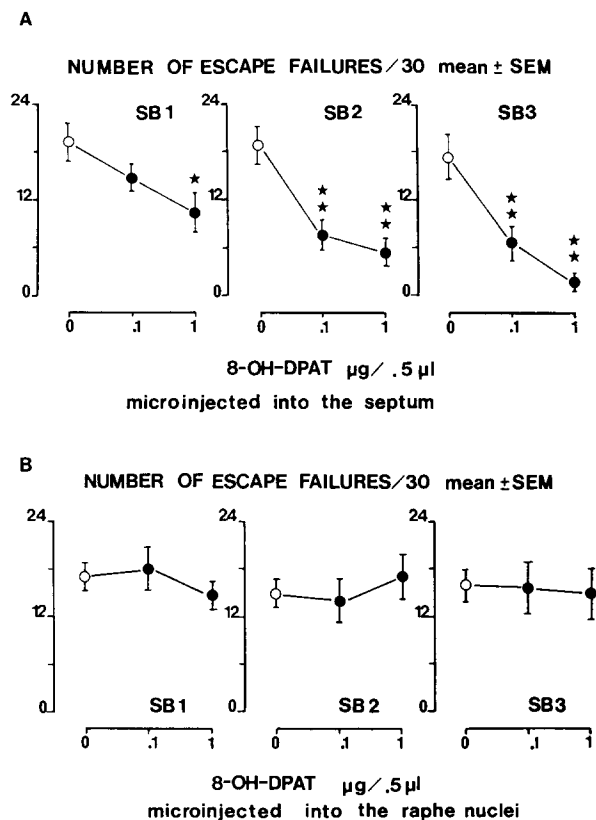 A
NUMBER OF ESCAPE FAILURES/30 mean ± SEM
24
12
0
SB1
0 .1 1
24
12
0
SB2
0 .1 1
24
12
0
SB3
0 .1 1
8-OH-DPAT µg/ .5 µl
microinjected into the septum
B
NUMBER OF ESCAPE FAILURES/30 mean ± SEM
24
12
0
SB1
0 .1 1
24
12
0
SB2
0 .1 1
24
12
0
SB3
0 .1 1
8-OH-DPAT µg/.5 µl
microinjected into the raphe nuclei